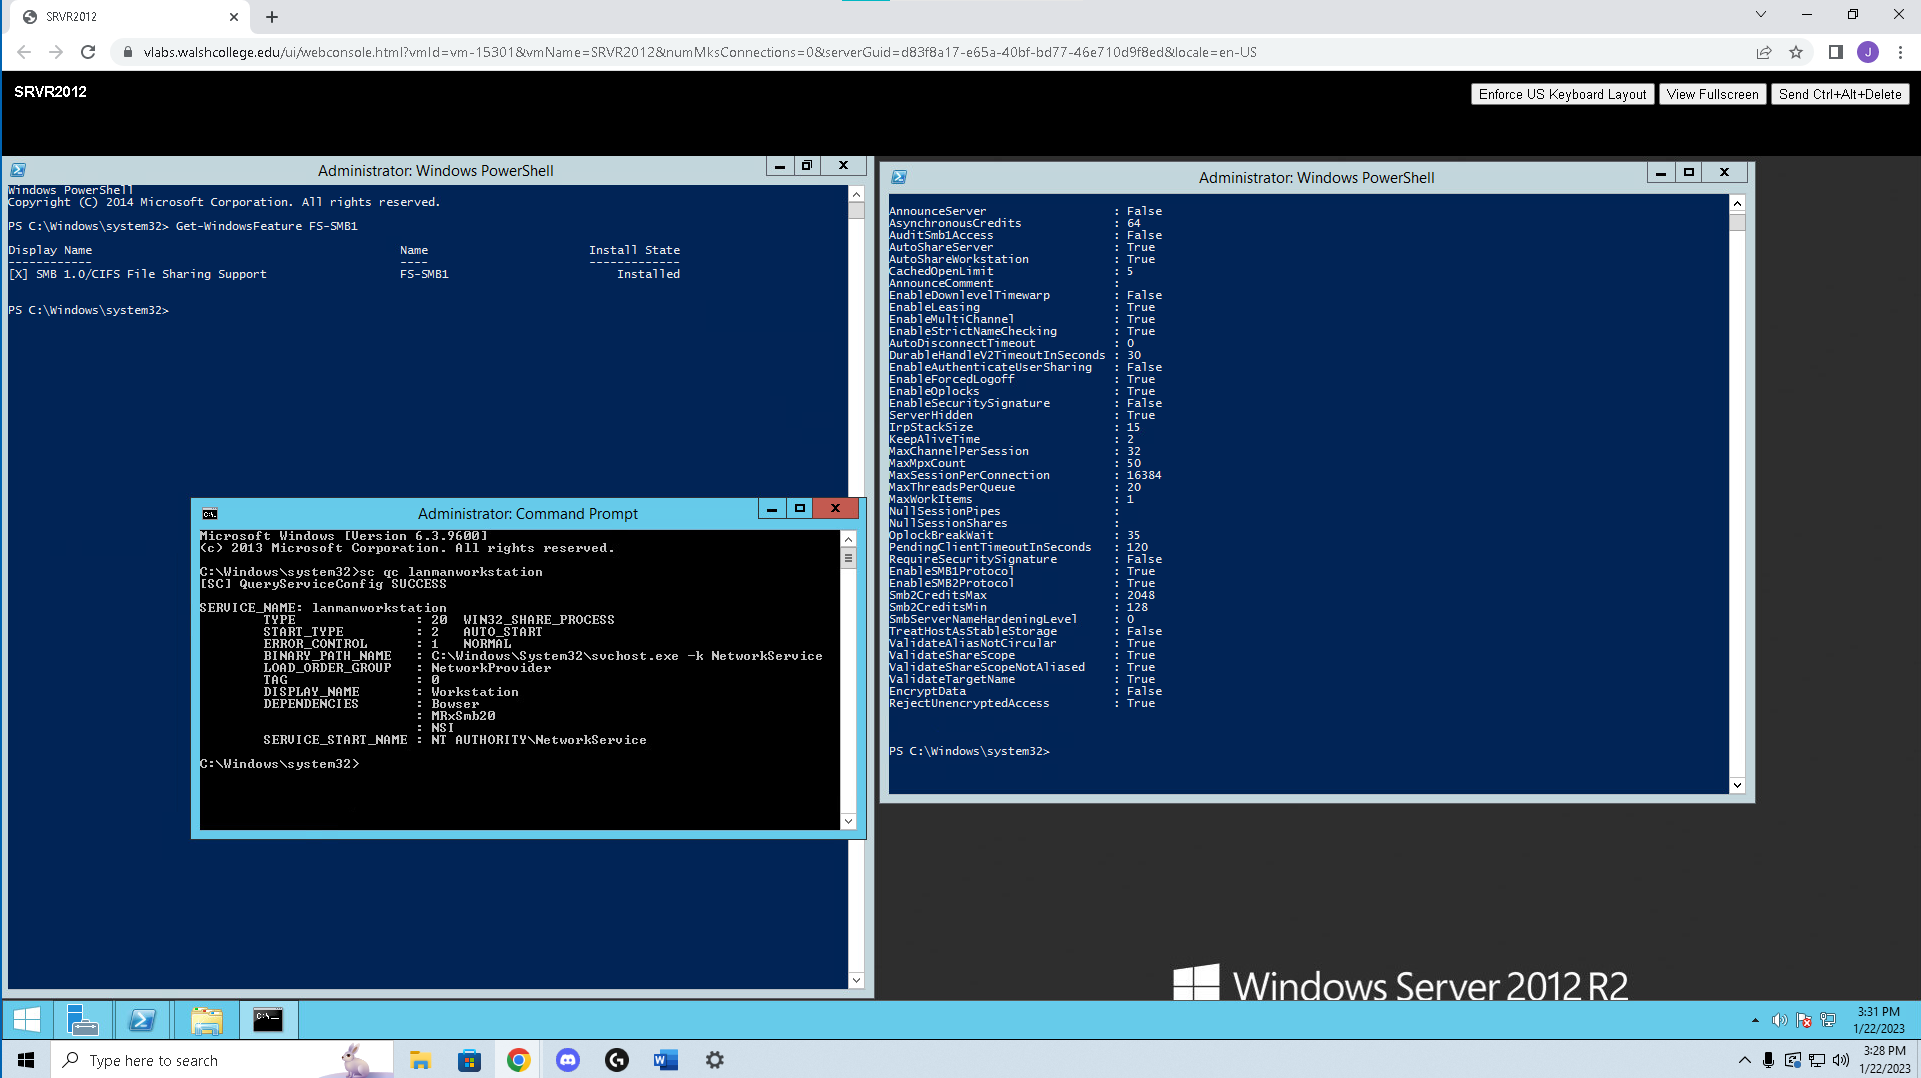 SRVR2012
vlabs.walshcollege.edu/ui/webconsole.html?vmId=vm-15301&vmName=SRVR2012&numMksConnections=0&serverGuid=d83f8a17-e65a-40bf-bd77-46e710d9f8ed&locale=en-US
J
SRVR2012
Enforce US Keyboard Layout
View Fullscreen
Send Ctrl+Alt+Delete
Administrator: Windows PowerShell
Windows PowerShell
Copyright (C) 2014 Microsoft Corporation. All rights reserved.
PS C:\Windows\system32> Get-WindowsFeature FS-SMB1
Display Name Name Install State
------------ ---- -------------
[X] SMB 1.0/CIFS File Sharing Support FS-SMB1 Installed
PS C:\Windows\system32>
Administrator: Command Prompt
Microsoft Windows [Version 6.3.9600]
(c) 2013 Microsoft Corporation. All rights reserved.
C:\Windows\system32>sc qc lanmanworkstation
[SC] QueryServiceConfig SUCCESS
SERVICE_NAME: lanmanworkstation
TYPE : 20 WIN32_SHARE_PROCESS
START_TYPE : 2 AUTO_START
ERROR_CONTROL : 1 NORMAL
BINARY_PATH_NAME : C:\Windows\System32\svchost.exe -k NetworkService
LOAD_ORDER_GROUP : NetworkProvider
TAG : 0
DISPLAY_NAME : Workstation
DEPENDENCIES : Bowser
: MRxSmb20
: NSI
SERVICE_START_NAME : NT AUTHORITY\NetworkService
C:\Windows\system32>
Administrator: Windows PowerShell
AnnounceServer : False
AsynchronousCredits : 64
AuditSmb1Access : False
AutoShareServer : True
AutoShareWorkstation : True
CachedOpenLimit : 5
AnnounceComment :
EnableDownlevelTimewarp : False
EnableLeasing : True
EnableMultiChannel : True
EnableStrictNameChecking : True
AutoDisconnectTimeout : 0
DurableHandleV2TimeoutInSeconds : 30
EnableAuthenticateUserSharing : False
EnableForcedLogoff : True
EnableOplocks : True
EnableSecuritySignature : False
ServerHidden : True
IrpStackSize : 15
KeepAliveTime : 2
MaxChannelPerSession : 32
MaxMpxCount : 50
MaxSessionPerConnection : 16384
MaxThreadsPerQueue : 20
MaxWorkItems : 1
NullSessionPipes :
NullSessionShares :
OplockBreakWait : 35
PendingClientTimeoutInSeconds : 120
RequireSecuritySignature : False
EnableSMB1Protocol : True
EnableSMB2Protocol : True
Smb2CreditsMax : 2048
Smb2CreditsMin : 128
SmbServerNameHardeningLevel : 0
TreatHostAsStableStorage : False
ValidateAliasNotCircular : True
ValidateShareScope : True
ValidateShareScopeNotAliased : True
ValidateTargetName : True
EncryptData : False
RejectUnencryptedAccess : True
PS C:\Windows\system32>
Windows Server 2012 R2
3:31 PM
1/22/2023
Type here to search
3:28 PM
1/22/2023